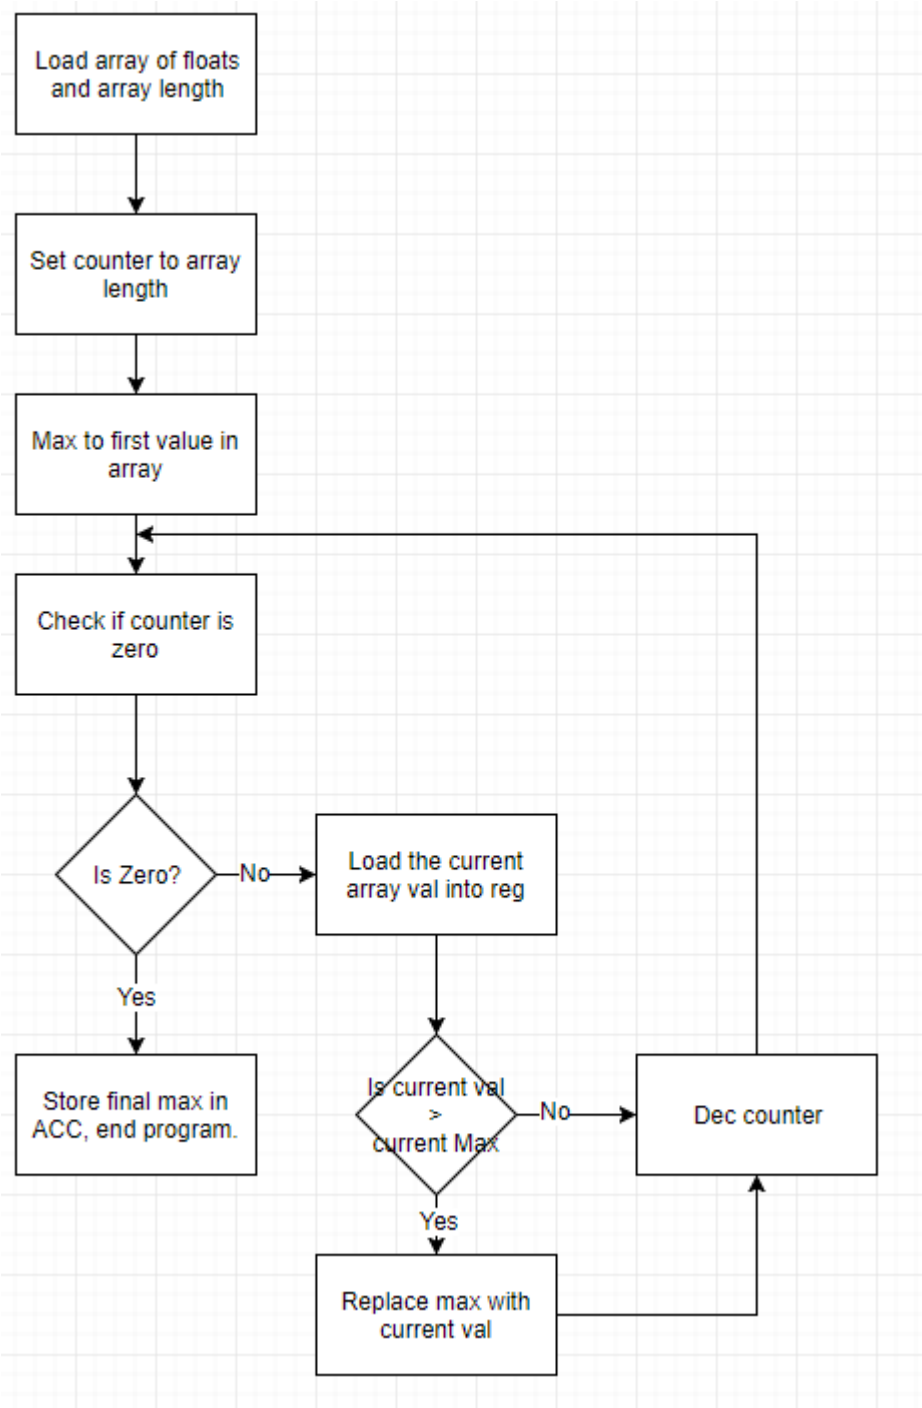 Load array of floats
and array length
Set counter to array
length
Max to first value in
array
Check if counter is
zero
Is Zero?
No
Load the current
array val into reg
Yes
Store final max in
ACC, end program.
Is current val
>
current Max
No
Dec counter
Yes
Replace max with
current val